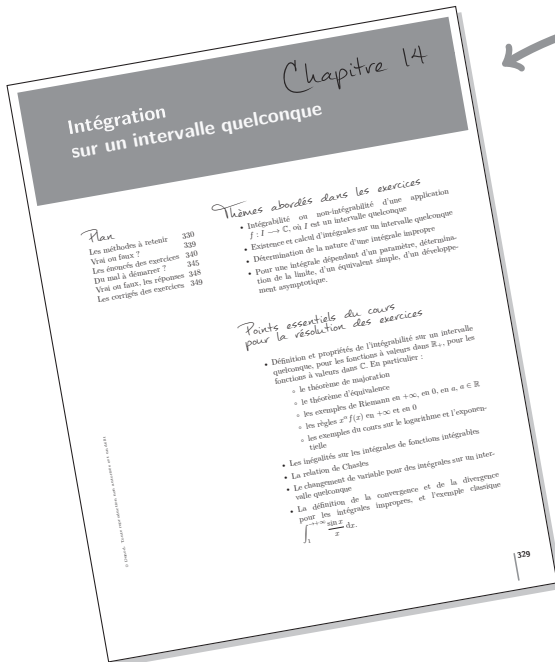 Chapitre 14
Intégration
sur un intervalle quelconque
Plan
Les méthodes à retenir 330
Vrai ou faux ? 339
Les énoncés des exercices 340
Du mal à démarrer ? 345
Vrai ou faux, les réponses 348
Les corrigés des exercices 349
Thèmes abordés dans les exercices
• Intégrabilité ou non-intégrabilité d'une application
f : I → ℂ, où I est un intervalle quelconque
• Existence et calcul d'intégrales sur un intervalle quelconque
• Détermination de la nature d'une intégrale impropre
• Pour une intégrale dépendant d'un paramètre, détermina-
tion de la limite, d'un équivalent simple, d'un développe-
ment asymptotique.
Points essentiels du cours
pour la résolution des exercices
• Définition et propriétés de l'intégrabilité sur un intervalle
quelconque, pour les fonctions à valeurs dans ℝ₊, pour les
fonctions à valeurs dans ℂ. En particulier :
∘ le théorème de majoration
∘ le théorème d'équivalence
∘ les exemples de Riemann en +∞, en 0, en a, a ∈ ℝ
∘ les règles xᵅ f(x) en +∞ et en 0
∘ les exemples du cours sur le logarithme et l'exponen-
tielle
• Les inégalités sur les intégrales de fonctions intégrables
• La relation de Chasles
• Le changement de variable pour des intégrales sur un inter-
valle quelconque
• La définition de la convergence et de la divergence
pour les intégrales impropres, et l'exemple classique
∫₁^(→+∞) (sin x)/x dx.
329